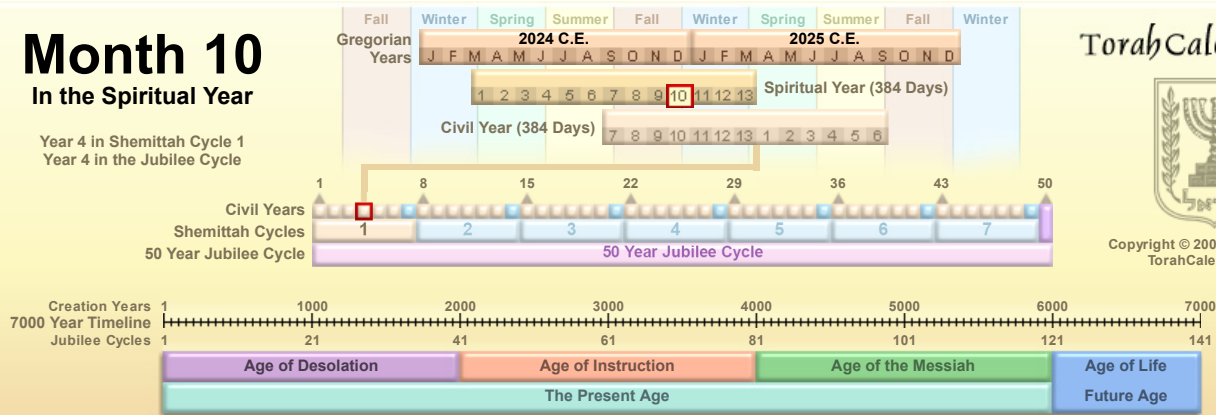 Fall Winter Spring Summer Fall Winter Spring Summer Fall Winter
Month 10
In the Spiritual Year
Year 4 in Shemittah Cycle 1
Year 4 in the Jubilee Cycle
Gregorian Years
2024 C.E. 2025 C.E.
J F M A M J J A S O N D J F M A M J J A S O N D
1 2 3 4 5 6 7 8 9 10 11 12 13 Spiritual Year (384 Days)
Civil Year (384 Days) 7 8 9 10 11 12 13 1 2 3 4 5 6
1 8 15 22 29 36 43 50
Civil Years
Shemittah Cycles 1 2 3 4 5 6 7
50 Year Jubilee Cycle 50 Year Jubilee Cycle
Copyright © 200
TorahCale
Creation Years 1 1000 2000 3000 4000 5000 6000 7000
7000 Year Timeline
Jubilee Cycles 1 21 41 61 81 101 121 141
Age of Desolation Age of Instruction Age of the Messiah Age of Life
The Present Age Future Age
TorahCale